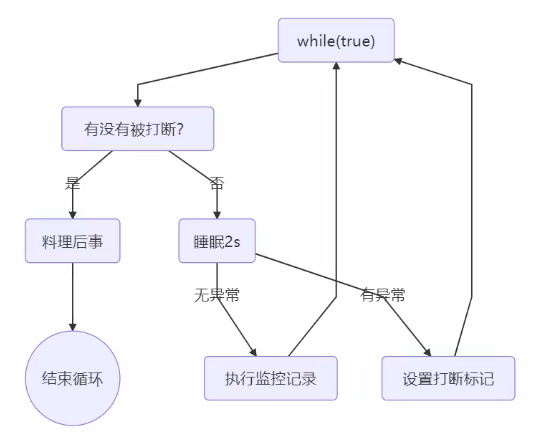 while(true)
有没有被打断?
是
否
料理后事
睡眠2s
无异常
有异常
结束循环
执行监控记录
设置打断标记